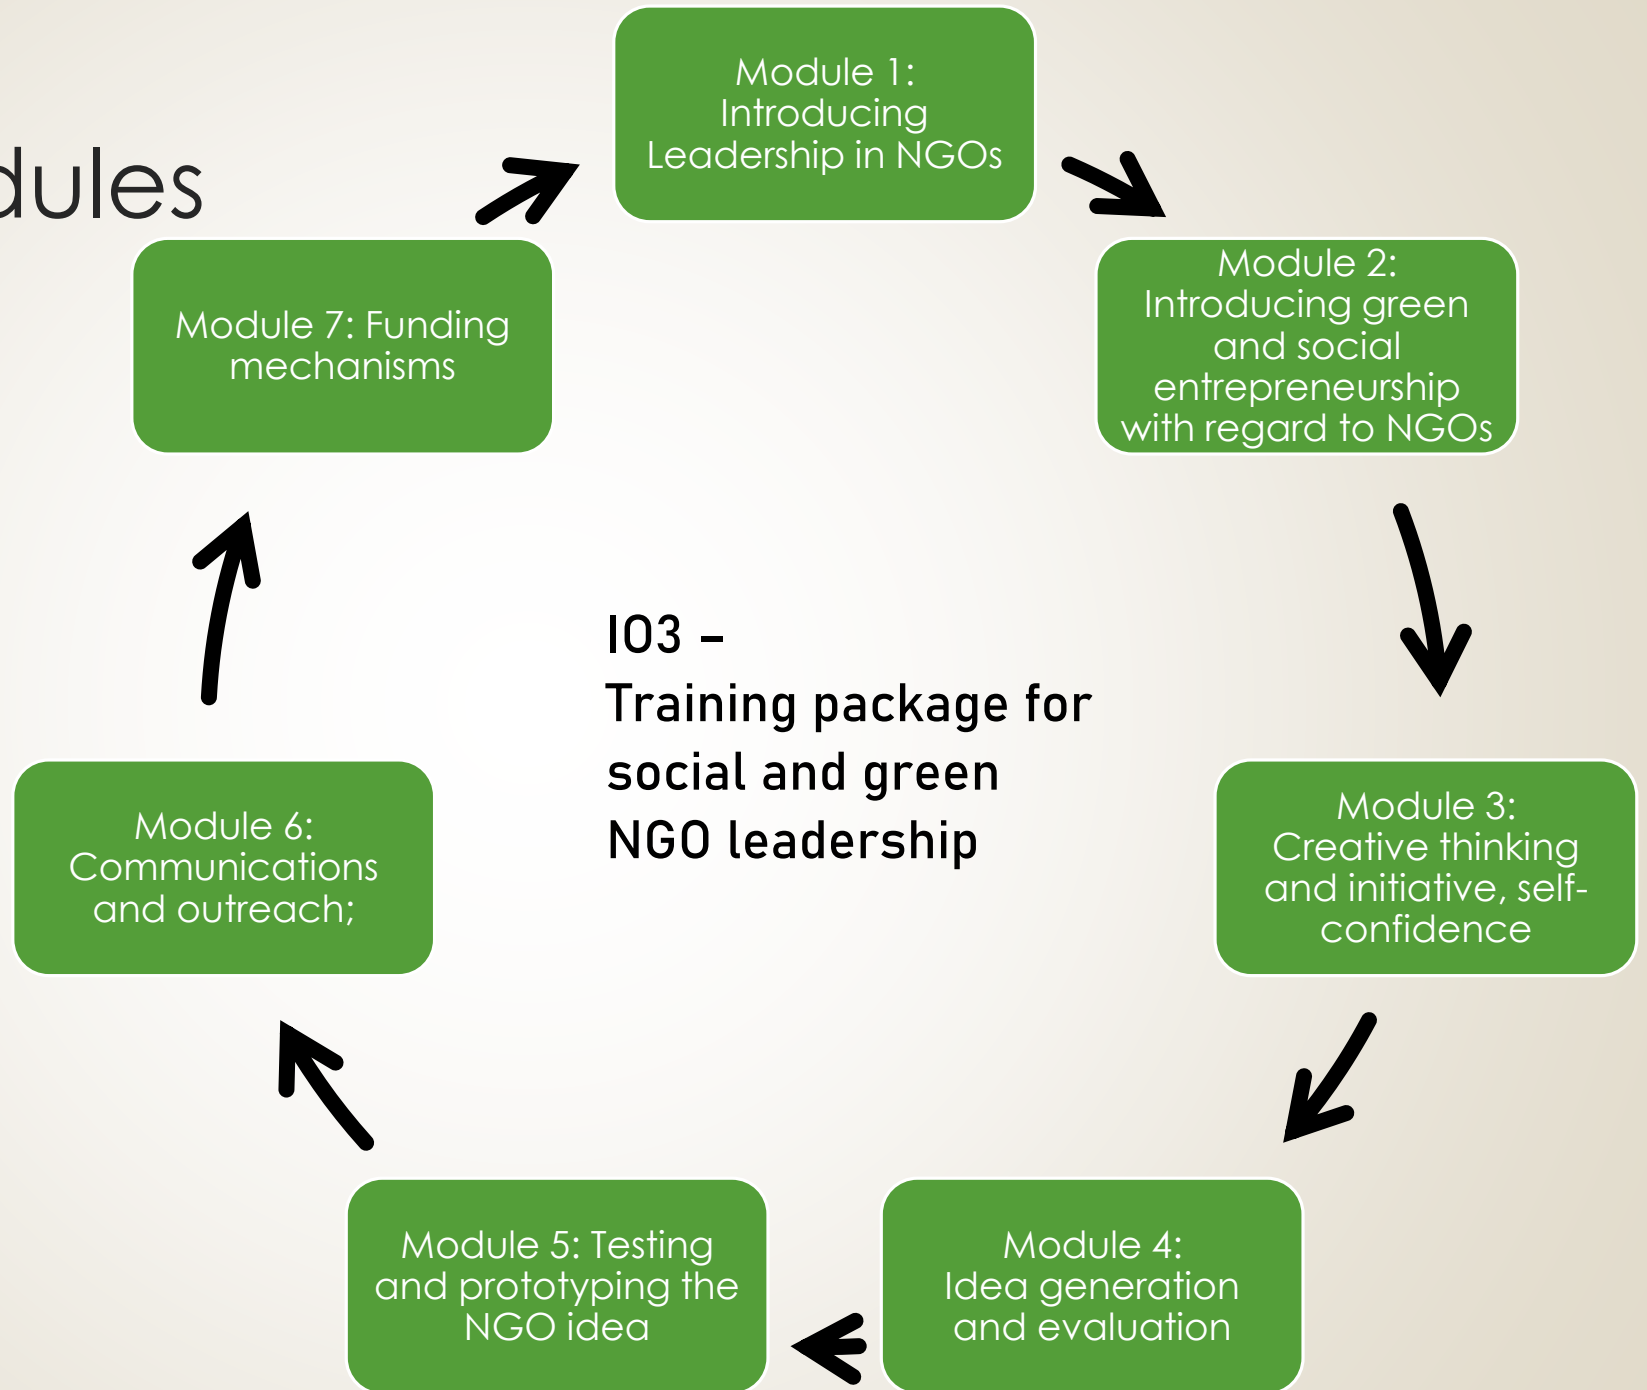 dules
Module 1:
Introducing
Leadership in NGOs
Module 2:
Introducing green
and social
entrepreneurship
with regard to NGOs
Module 3:
Creative thinking
and initiative, self-
confidence
Module 4:
Idea generation
and evaluation
Module 5: Testing
and prototyping the
NGO idea
Module 6:
Communications
and outreach;
Module 7: Funding
mechanisms
IO3 –
Training package for
social and green
NGO leadership